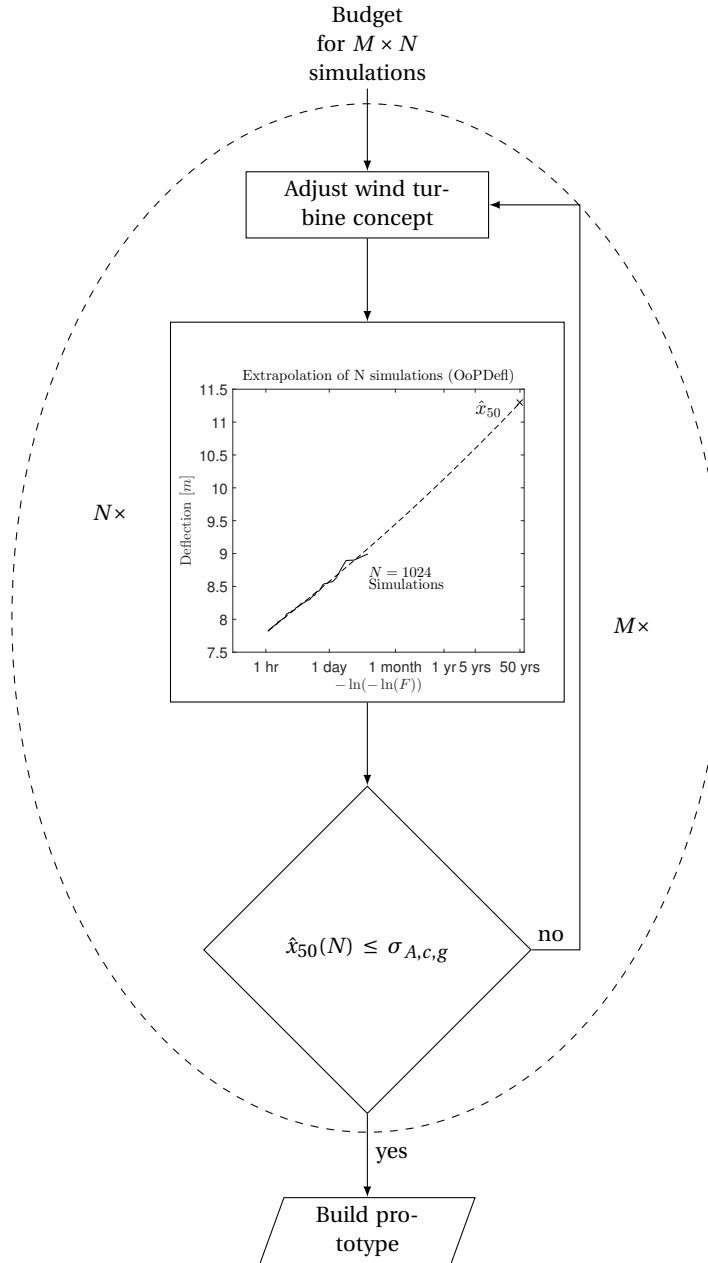 Budget
for M × N
simulations
Adjust wind tur-
bine concept
Extrapolation of N simulations (OoPDefl)
11.5
11
10.5
10
9.5
9
8.5
8
7.5
Deflection [m]
x̂50
N = 1024
Simulations
1 hr 1 day 1 month 1 yr 5 yrs 50 yrs
− ln(− ln(F))
N×
M×
x̂50(N) ≤ σA,c,g
no
yes
Build pro-
totype